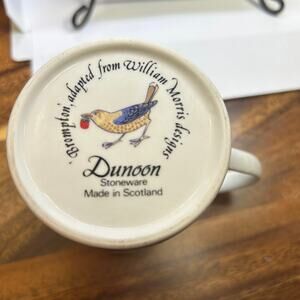 'Brompton', adapted from William Morris designs
Dunoon
Stoneware
Made in Scotland